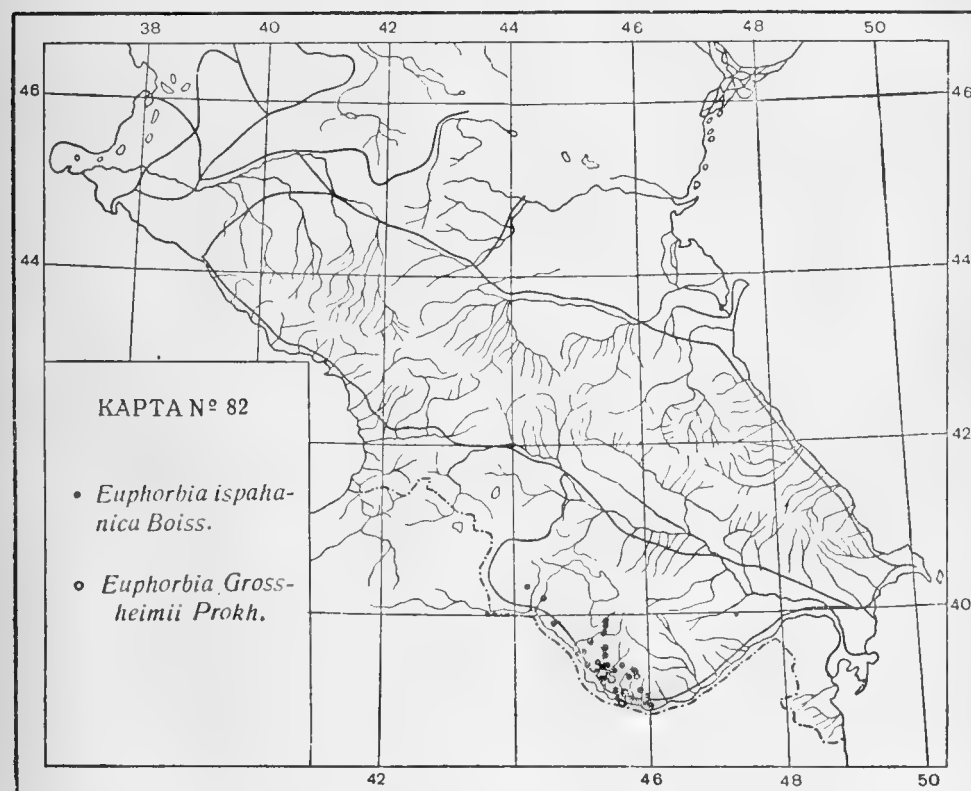 38 40 42 44 46 48 50
46 46
44 44
КАРТА № 82
42
• Euphorbia ispaha-
nica Boiss.
Euphorbia Gross-
heimii Prokh.
40
42 44 46 48 50